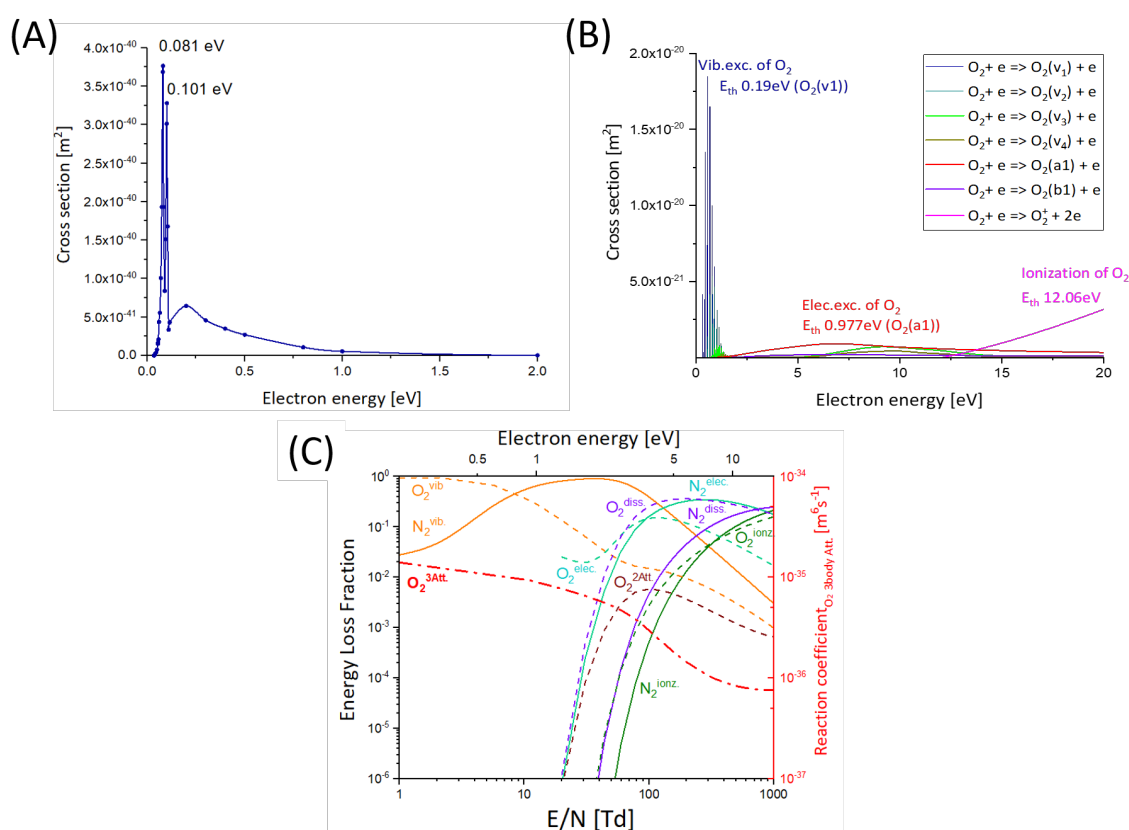 (A)
0.081 eV
0.101 eV
4.0x10⁻⁴⁰
3.5x10⁻⁴⁰
3.0x10⁻⁴⁰
2.5x10⁻⁴⁰
2.0x10⁻⁴⁰
1.5x10⁻⁴⁰
1.0x10⁻⁴⁰
5.0x10⁻⁴¹
0.0
Cross section [m²]
0.0 0.5 1.0 1.5 2.0
Electron energy [eV]
(B)
2.0x10⁻²⁰
1.5x10⁻²⁰
1.0x10⁻²⁰
5.0x10⁻²¹
Cross section [m²]
Vib.exc. of O₂
Eₜₕ 0.19eV (O₂(v1))
O₂+ e => O₂(v₁) + e
O₂+ e => O₂(v₂) + e
O₂+ e => O₂(v₃) + e
O₂+ e => O₂(v₄) + e
O₂+ e => O₂(a1) + e
O₂+ e => O₂(b1) + e
O₂+ e => O₂⁺ + 2e
Elec.exc. of O₂
Eₜₕ 0.977eV (O₂(a1))
Ionization of O₂
Eₜₕ 12.06eV
0 5 10 15 20
Electron energy [eV]
(C)
Electron energy [eV]
0.5 1 5 10
10⁰
10⁻¹
10⁻²
10⁻³
10⁻⁴
10⁻⁵
10⁻⁶
Energy Loss Fraction
O₂^vib
N₂^vib.
O₂^3Att.
O₂^elec.
O₂^diss.
N₂^elec.
N₂^diss.
O₂^ionz.
O₂^2Att.
N₂^ionz.
10⁻³⁴
10⁻³⁵
10⁻³⁶
10⁻³⁷
Reaction coefficient O₂ 3body Att. [m⁶s⁻¹]
1 10 100 1000
E/N [Td]